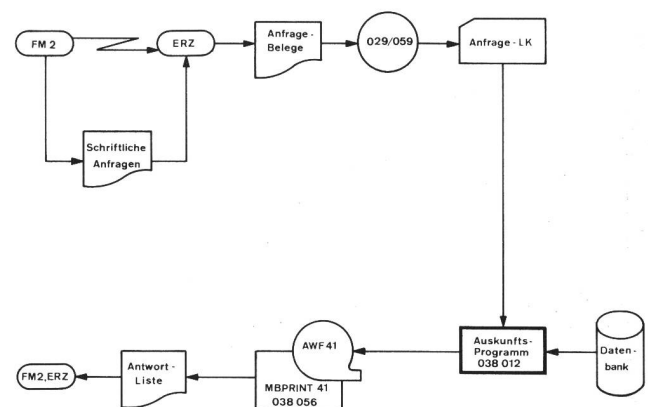 FM 2
ERZ
Anfrage-
Belege
029/059
Anfrage-LK
Schriftliche
Anfragen
AWF 41
MBPRINT 41
038 056
Auskunfts-
Programm
038 012
Daten-
bank
Antwort-
Liste
FM2,ERZ